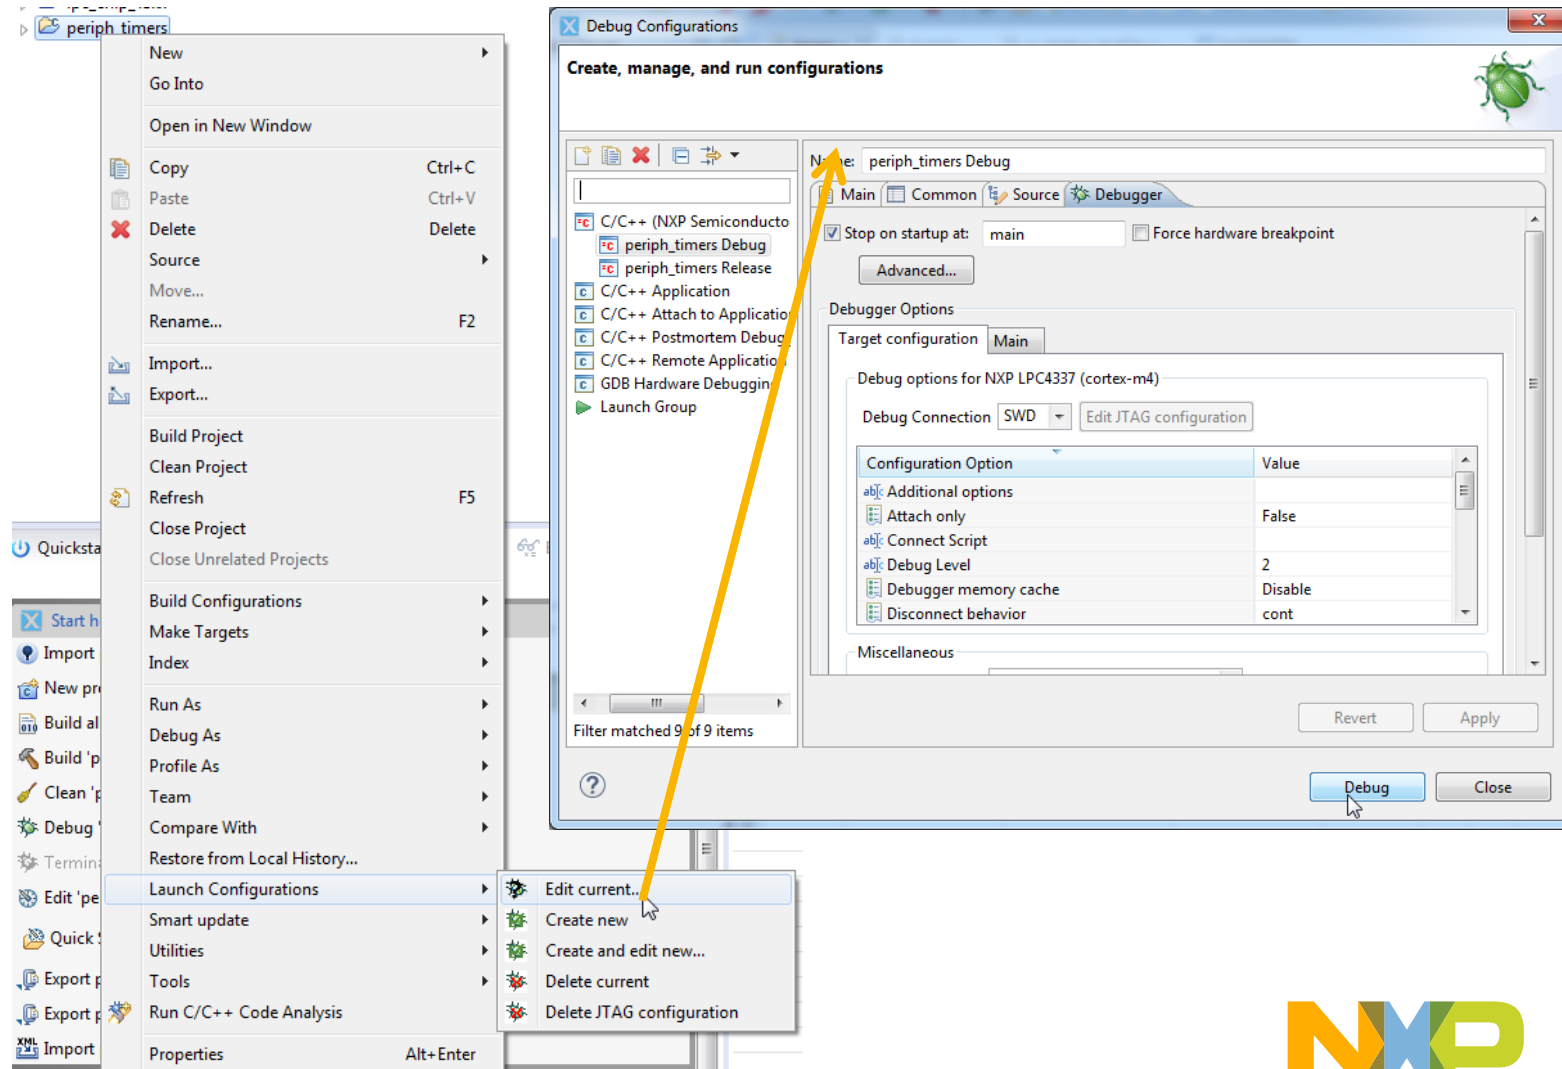 periph_timers
New
Go Into
Open in New Window
Copy Ctrl+C
Paste Ctrl+V
Delete Delete
Source
Move...
Rename... F2
Import...
Export...
Build Project
Clean Project
Refresh F5
Close Project
Close Unrelated Projects
Build Configurations
Make Targets
Index
Run As
Debug As
Profile As
Team
Compare With
Restore from Local History...
Launch Configurations
Smart update
Utilities
Tools
Run C/C++ Code Analysis
Properties Alt+Enter
Edit current...
Create new
Create and edit new...
Delete current
Delete JTAG configuration
Quicksta
Start h
Import
New pr
Build al
Build 'p
Clean 'p
Debug '
Termin
Edit 'pe
Quick
Export p
Export p
Import
Debug Configurations
Create, manage, and run configurations
C/C++ (NXP Semiconducto
periph_timers Debug
periph_timers Release
C/C++ Application
C/C++ Attach to Application
C/C++ Postmortem Debug
C/C++ Remote Application
GDB Hardware Debugging
Launch Group
Filter matched 9 of 9 items
Name: periph_timers Debug
Main Common Source Debugger
Stop on startup at: main Force hardware breakpoint
Advanced...
Debugger Options
Target configuration Main
Debug options for NXP LPC4337 (cortex-m4)
Debug Connection SWD Edit JTAG configuration
Configuration Option Value
Additional options
Attach only False
Connect Script
Debug Level 2
Debugger memory cache Disable
Disconnect behavior cont
Miscellaneous
Revert Apply
Debug Close
NXP